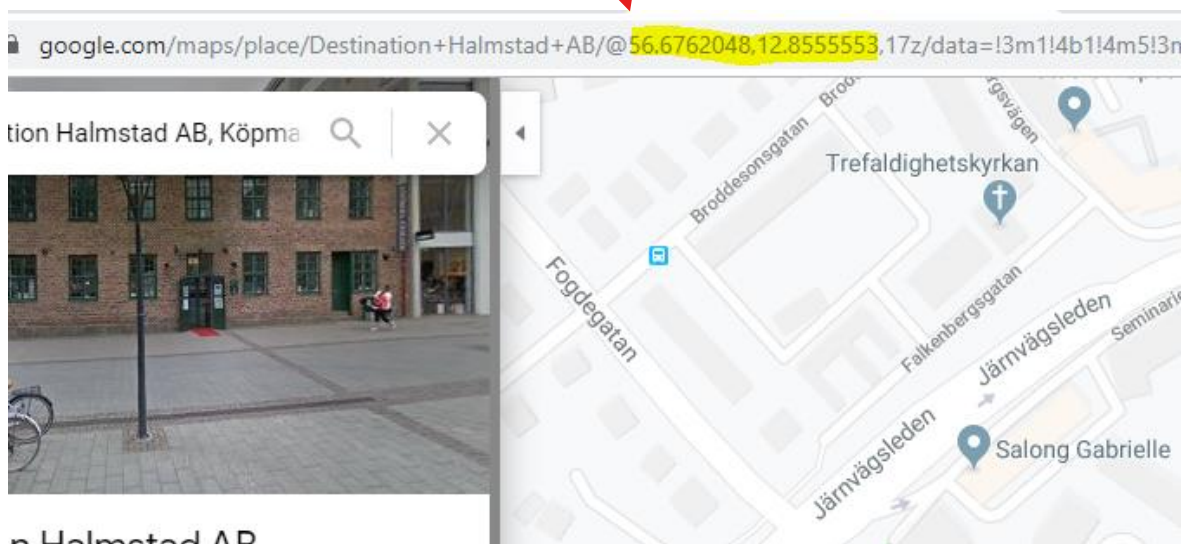 google.com/maps/place/Destination+Halmstad+AB/@56.6762048,12.8555553,17z/data=!3m1!4b1!4m5!3m
tion Halmstad AB, Köpma
Broddesonsgatan
Trefaldighetskyrkan
Fogdegatan
Falkenbergsgatan
Järnvägsleden
Järnvägsleden
Salong Gabrielle
Halmstad AB